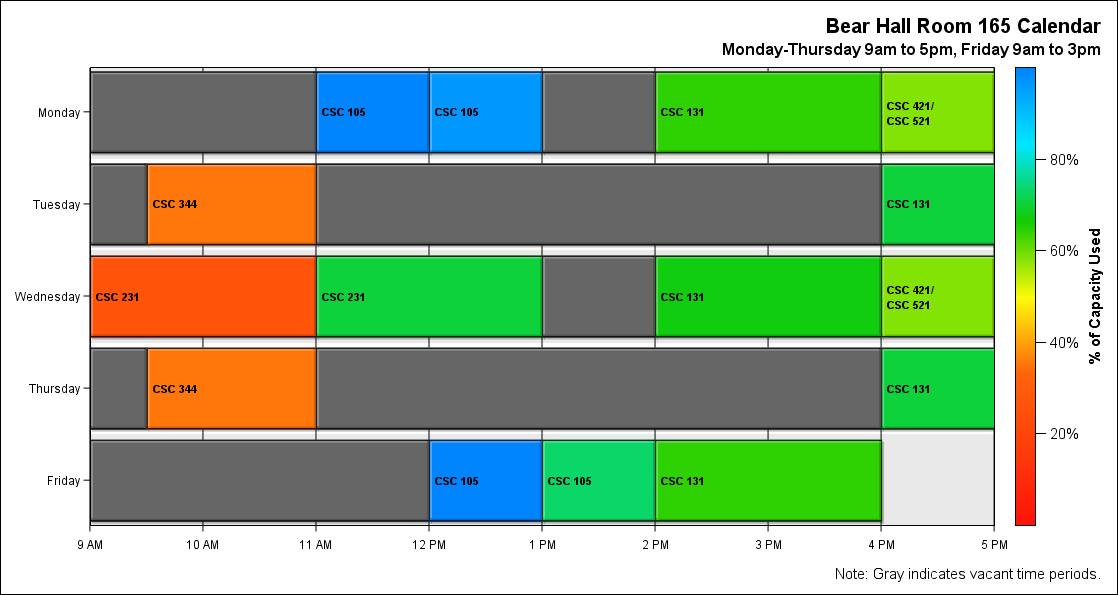 Bear Hall Room 165 Calendar
Monday-Thursday 9am to 5pm, Friday 9am to 3pm
Monday
CSC 105
CSC 105
CSC 131
CSC 421/
CSC 521
Tuesday
CSC 344
CSC 131
Wednesday
CSC 231
CSC 231
CSC 131
CSC 421/
CSC 521
Thursday
CSC 344
CSC 131
Friday
CSC 105
CSC 105
CSC 131
9 AM
10 AM
11 AM
12 PM
1 PM
2 PM
3 PM
4 PM
5 PM
80%
60%
40%
20%
% of Capacity Used
Note: Gray indicates vacant time periods.